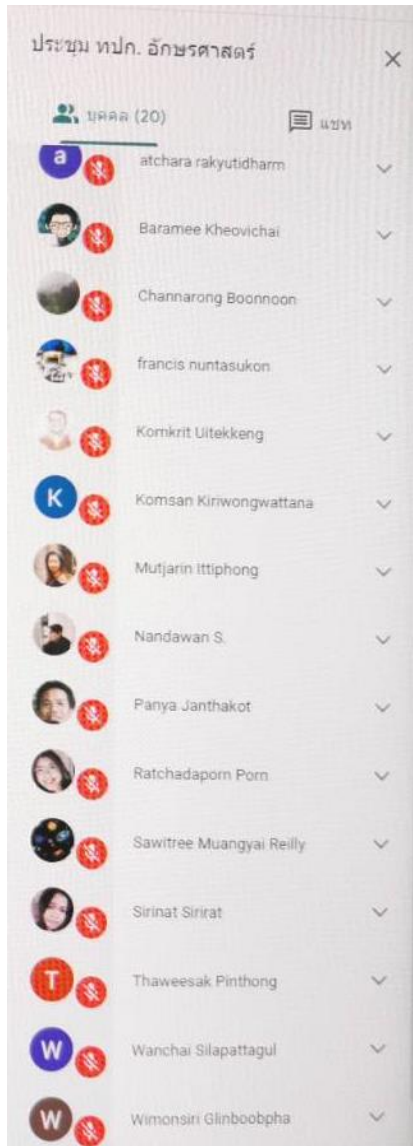 ประชุม ทปก. อักษรศาสตร์
บุคคล (20)
แชท
a
atchara rakyutidharm
Baramee Kheovichai
Channarong Boonnoon
francis nuntasukon
Komkrit Uitekkeng
K
Komsan Kiriwongwattana
Mutjarin Ittiphong
Nandawan S.
Panya Janthakot
Ratchadaporn Porn
Sawitree Muangyai Reilly
Sirinat Sirirat
T
Thaweesak Pinthong
W
Wanchai Silapattagul
W
Wimonsiri Glinboobpha